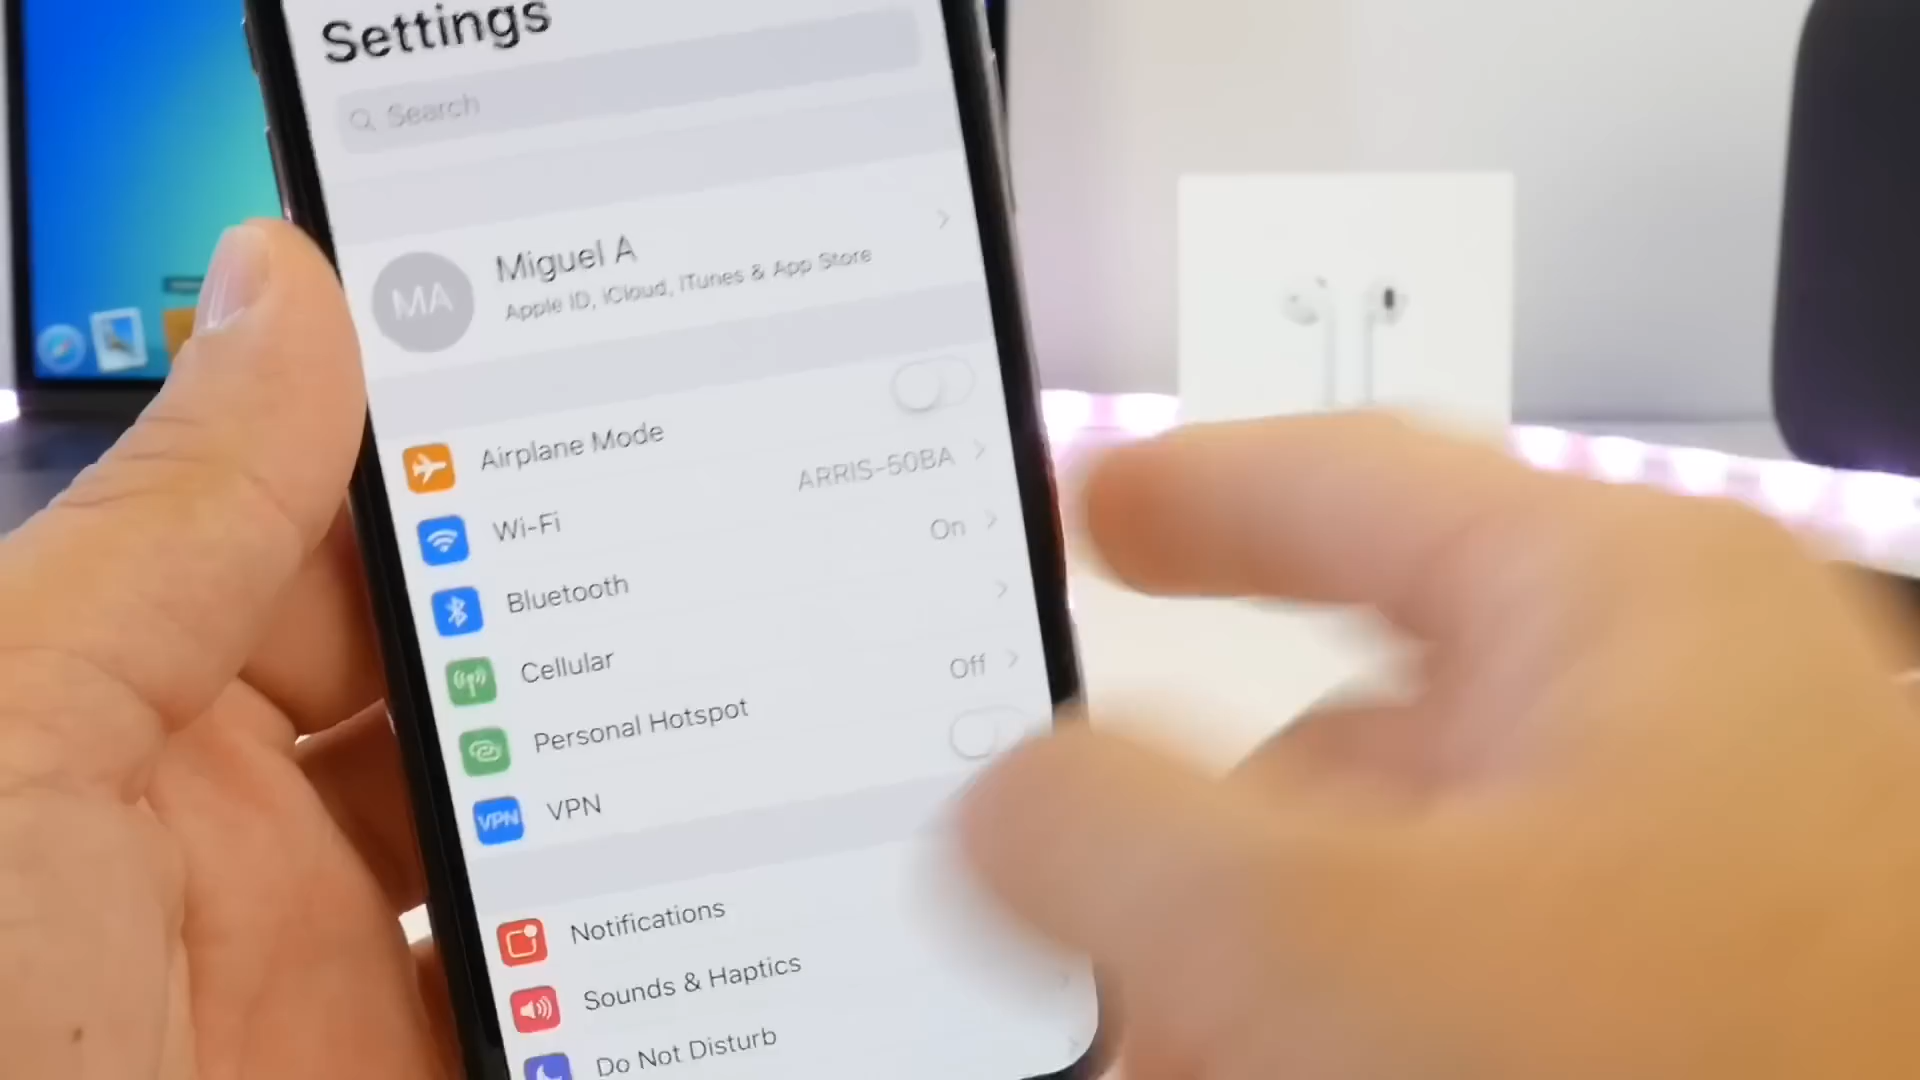 Settings
Search
MA
Miguel A
Apple ID, iCloud, iTunes & App Store
Airplane Mode
Wi-Fi
ARRIS-50BA
Bluetooth
On
Cellular
Personal Hotspot
Off
VPN
VPN
Notifications
Sounds & Haptics
Do Not Disturb